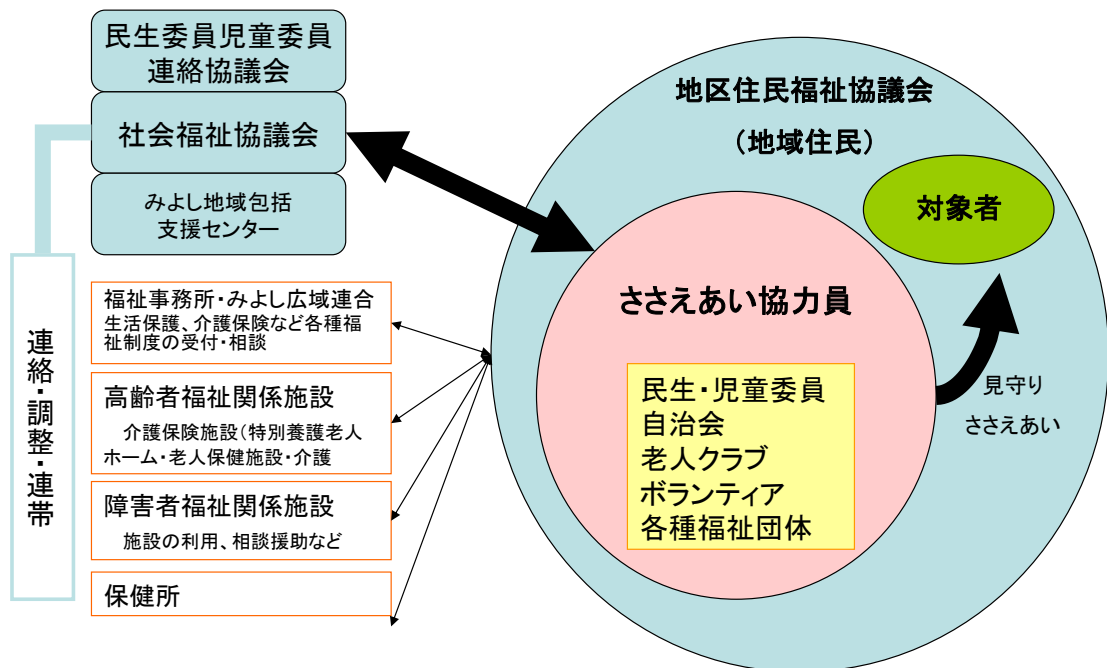 民生委員児童委員
連絡協議会
社会福祉協議会
みよし地域包括
支援センター
連絡・調整・連帯
福祉事務所・みよし広域連合
生活保護、介護保険など各種福
祉制度の受付・相談
高齢者福祉関係施設
介護保険施設（特別養護老人
ホーム・老人保健施設・介護
障害者福祉関係施設
施設の利用、相談援助など
保健所
地区住民福祉協議会
（地域住民）
対象者
ささえあい協力員
民生・児童委員
自治会
老人クラブ
ボランティア
各種福祉団体
見守り
ささえあい